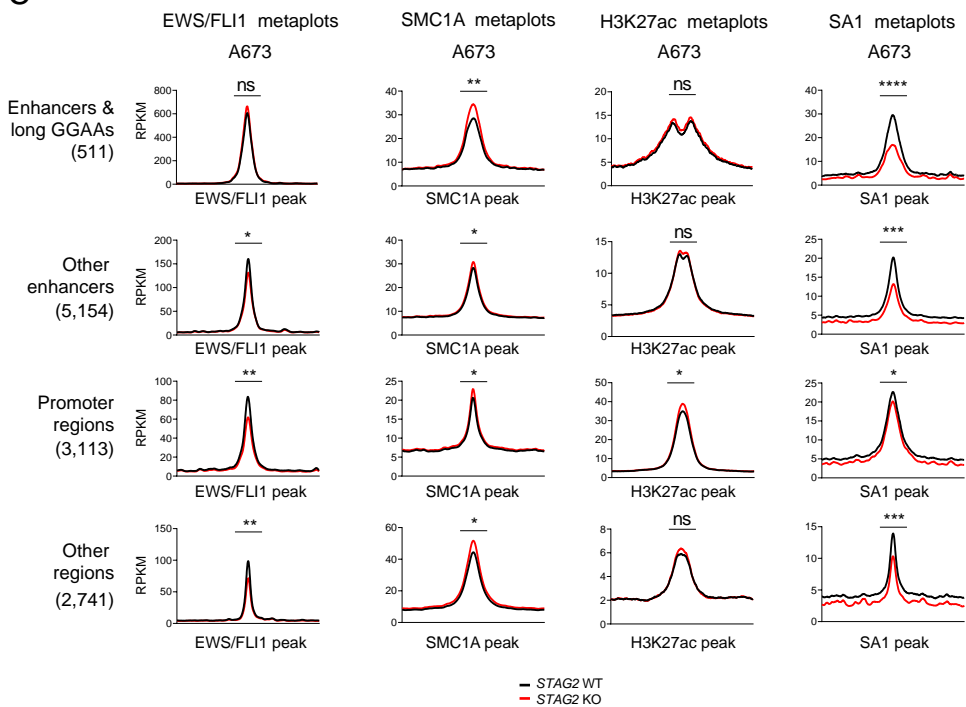 EWS/FLI1 metaplots SMC1A metaplots H3K27ac metaplots SA1 metaplots
A673 A673 A673 A673
Enhancers &
long GGAAs
(511)
RPKM
800
600
400
200
0
ns
EWS/FLI1 peak
40
30
20
10
0
**
SMC1A peak
20
15
10
5
0
ns
H3K27ac peak
40
30
20
10
0
****
SA1 peak
Other
enhancers
(5,154)
RPKM
200
150
100
50
0
*
EWS/FLI1 peak
40
30
20
10
0
*
SMC1A peak
15
10
5
0
ns
H3K27ac peak
25
20
15
10
5
0
***
SA1 peak
Promoter
regions
(3,113)
RPKM
100
80
60
40
20
0
**
EWS/FLI1 peak
25
20
15
10
5
0
*
SMC1A peak
50
40
30
20
10
0
*
H3K27ac peak
25
20
15
10
5
0
*
SA1 peak
Other
regions
(2,741)
RPKM
150
100
50
0
**
EWS/FLI1 peak
60
40
20
0
*
SMC1A peak
8
6
4
2
0
ns
H3K27ac peak
15
10
5
0
***
SA1 peak
STAG2 WT
STAG2 KO